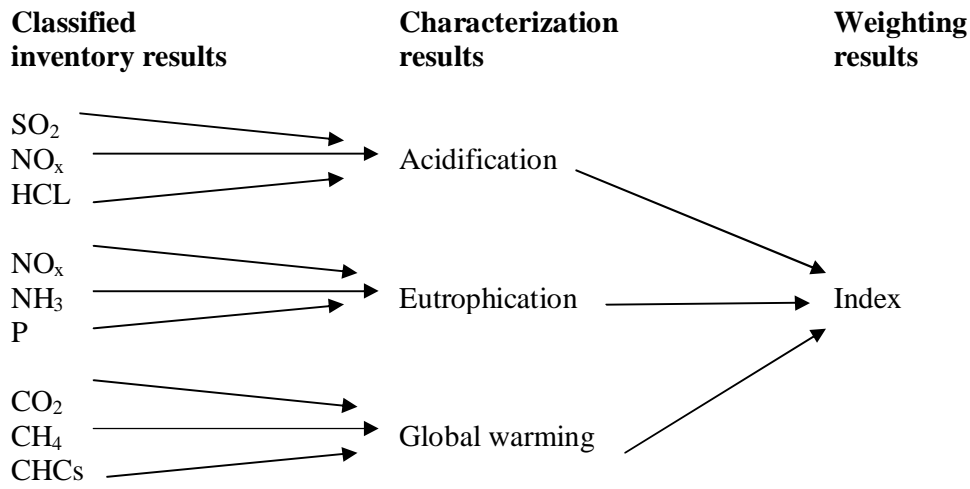 Classified inventory results
Characterization results
Weighting results
SO₂
NOₓ
HCL
Acidification
NOₓ
NH₃
P
Eutrophication
Index
CO₂
CH₄
CHCs
Global warming